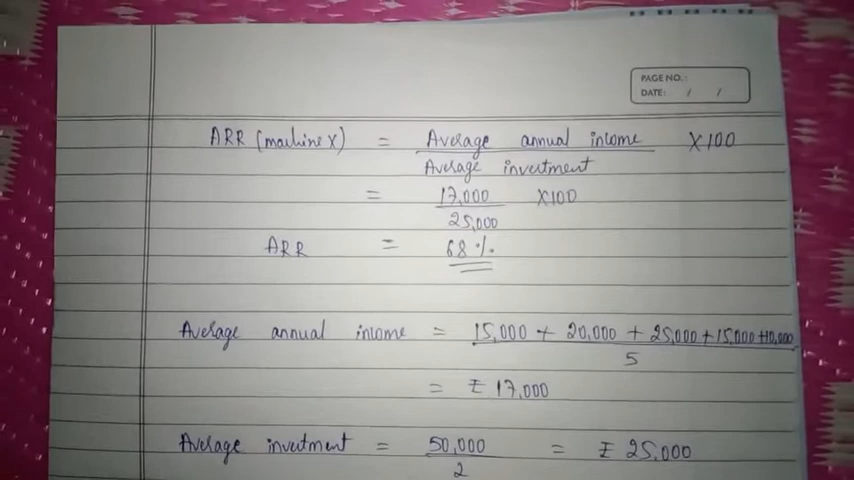 PAGE NO.:
DATE: / /
ARR (machine X) = Average annual income X100
Average investment
= 17,000 X100
25,000
ARR = 68 %.
Average annual income = 15,000 + 20,000 + 25,000 + 15,000 + 10,000
5
= ₹ 17,000
Average investment = 50,000 = ₹ 25,000
2